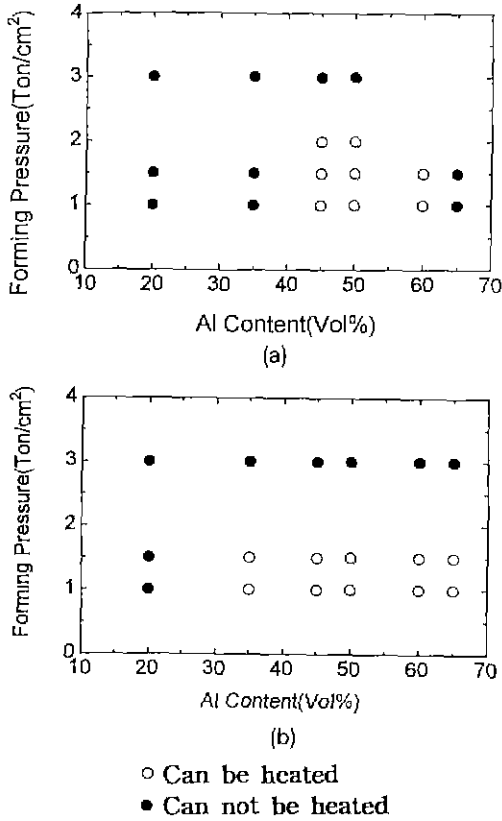 4
3
2
1
0
Forming Pressure(Ton/cm²)
10 20 30 40 50 60 70
Al Content(Vol%)
(a)
4
3
2
1
0
Forming Pressure(Ton/cm²)
10 20 30 40 50 60 70
Al Content(Vol%)
(b)
○ Can be heated
● Can not be heated